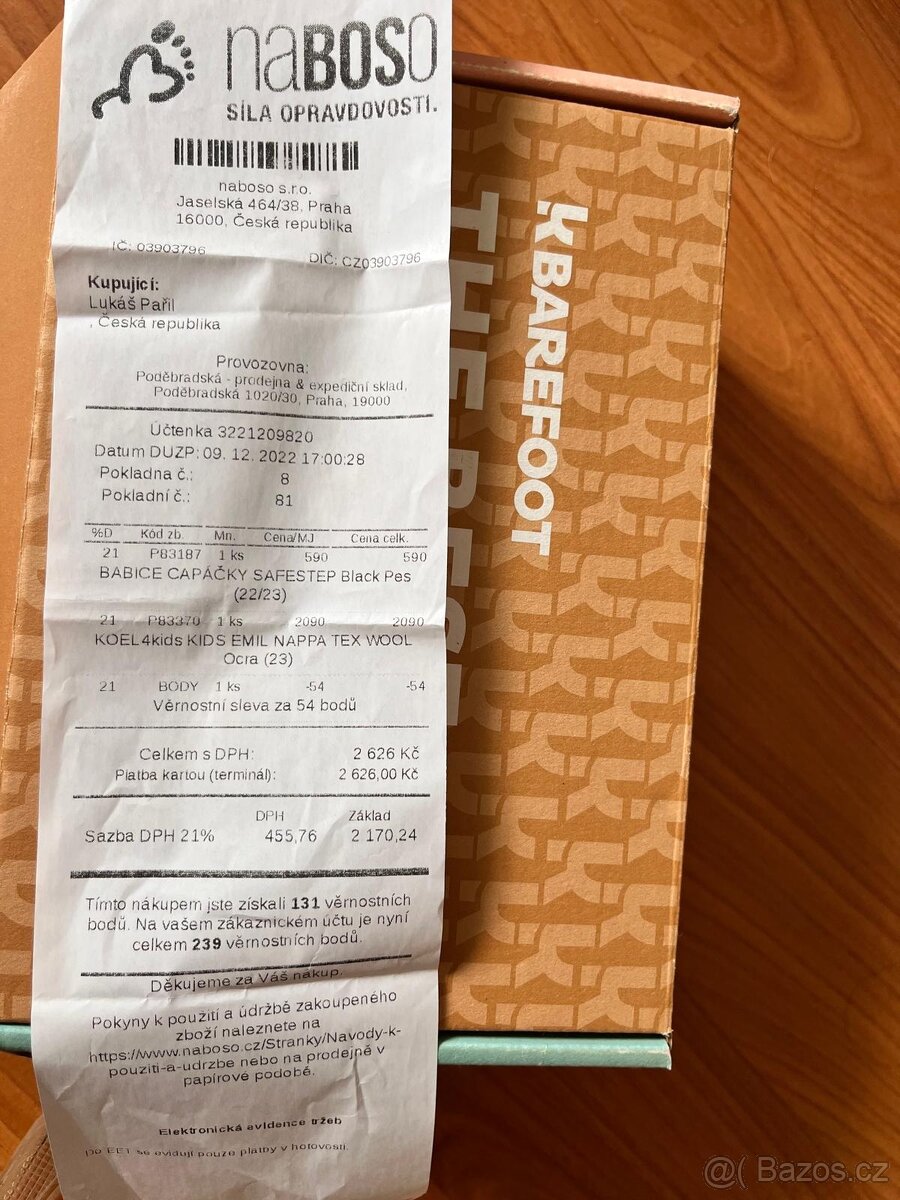 naBOSO
SÍLA OPRAVDOVOSTI.
naboso s.r.o.
Jaselská 464/38, Praha
16000, Česká republika
IČ: 03903796
DIČ: CZ03903796
Kupující:
Lukáš Pařil
, Česká republika
Provozovna:
Poděbradská - prodejna & expediční sklad,
Poděbradská 1020/30, Praha, 19000
Účtenka 3221209820
Datum DUZP: 09. 12. 2022 17:00:28
Pokladna č.: 8
Pokladní č.: 81
%D Kód zb. Mn. Cena/MJ Cena celk.
21 P83187 1 ks 590 590
BABICE CAPÁČKY SAFESTEP Black Pes
(22/23)
21 P83370 1 ks 2090 2090
KOEL4kids KIDS EMIL NAPPA TEX WOOL
Ocra (23)
21 BODY 1 ks -54 -54
Věrnostní sleva za 54 bodů
Celkem s DPH: 2 626 Kč
Platba kartou (terminál): 2 626,00 Kč
DPH Základ
Sazba DPH 21% 455,76 2 170,24
Tímto nákupem jste získali 131 věrnostních
bodů. Na vašem zákaznickém účtu je nyní
celkem 239 věrnostních bodů.
Děkujeme za Váš nákup.
Pokyny k použití a údržbě zakoupeného
zboží naleznete na
https://www.naboso.cz/Stranky/Navody-k-
pouziti-a-udrzbe nebo na prodejně v
papírové podobě.
Elektronická evidence tržeb
Do EET se evidují pouze platby v hotovosti.
BAREFOOT
THE
@( Bazos.cz